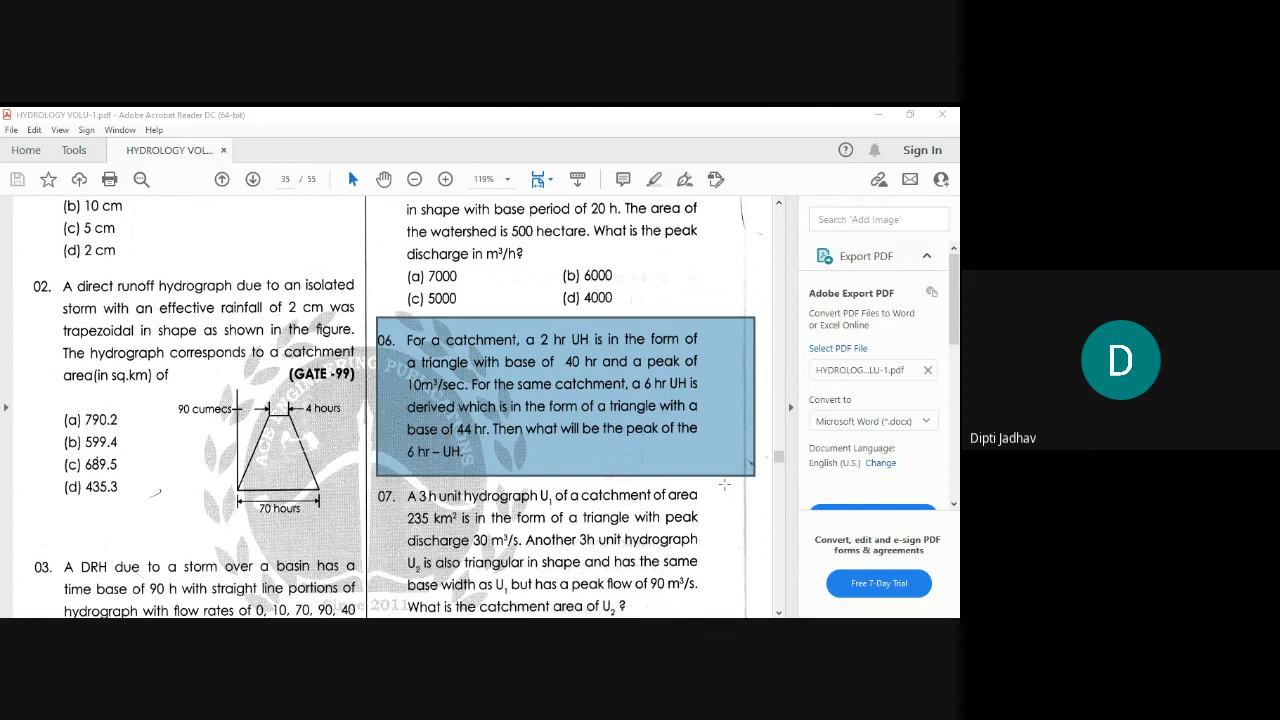 HYDROLOGY VOLU-1.pdf - Adobe Acrobat Reader DC (64-bit)
File Edit View Sign Window Help
Home Tools HYDROLOGY VOL... × Sign In
35 / 55 119%
(b) 10 cm
(c) 5 cm
(d) 2 cm
02. A direct runoff hydrograph due to an isolated
storm with an effective rainfall of 2 cm was
trapezoidal in shape as shown in the figure.
The hydrograph corresponds to a catchment
area(in sq.km) of (GATE -99)
(a) 790.2
(b) 599.4
(c) 689.5
(d) 435.3
90 cumecs
4 hours
70 hours
03. A DRH due to a storm over a basin has a
time base of 90 h with straight line portions of
hydrograph with flow rates of 0, 10, 70, 90, 40
in shape with base period of 20 h. The area of
the watershed is 500 hectare. What is the peak
discharge in m³/h?
(a) 7000 (b) 6000
(c) 5000 (d) 4000
06. For a catchment, a 2 hr UH is in the form of
a triangle with base of 40 hr and a peak of
10m³/sec. For the same catchment, a 6 hr UH is
derived which is in the form of a triangle with a
base of 44 hr. Then what will be the peak of the
6 hr – UH.
07. A 3 h unit hydrograph U₁ of a catchment of area
235 km² is in the form of a triangle with peak
discharge 30 m³/s. Another 3h unit hydrograph
U₂ is also triangular in shape and has the same
base width as U₁ but has a peak flow of 90 m³/s.
What is the catchment area of U₂ ?
Since 2011
Search 'Add Image'
Export PDF
Adobe Export PDF
Convert PDF Files to Word
or Excel Online
Select PDF File
HYDROLOG...LU-1.pdf
Convert to
Microsoft Word (*.docx)
Document Language:
English (U.S.) Change
Convert, edit and e-sign PDF
forms & agreements
Free 7-Day Trial
D
Dipti Jadhav